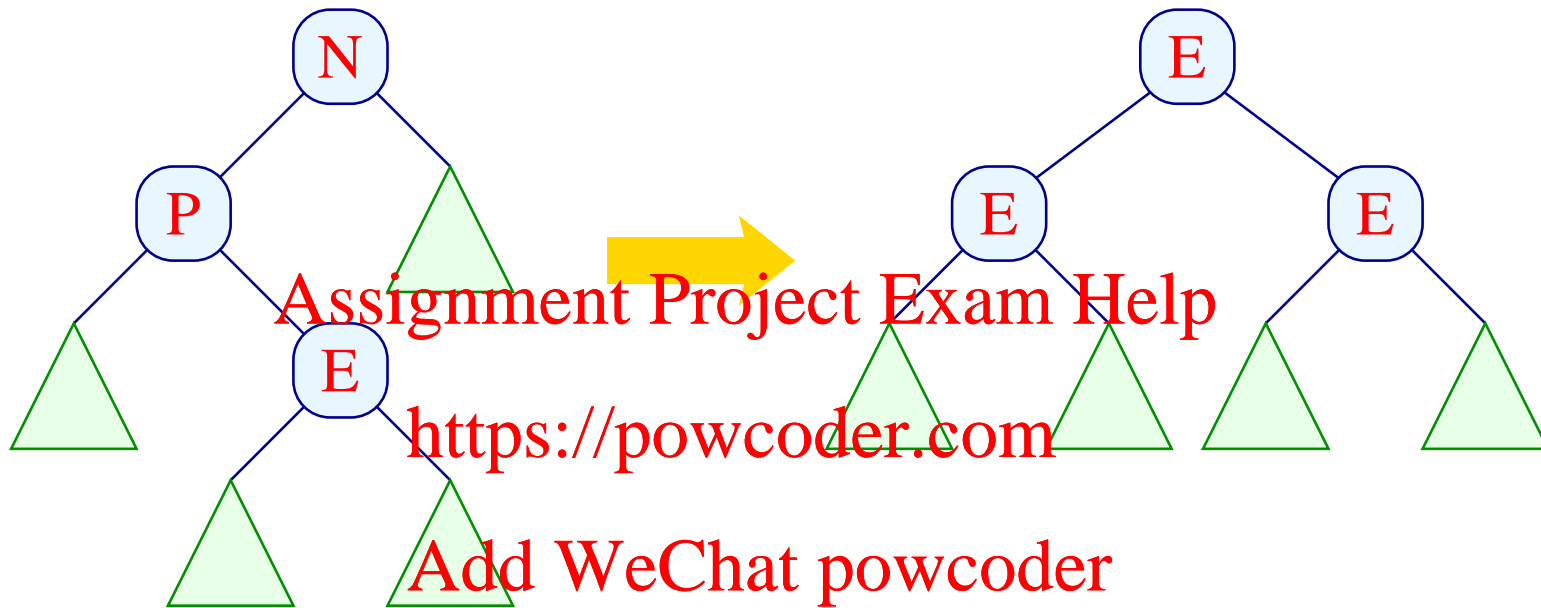 N
E
P
E
E
Assignment Project Exam Help
E
https://powcoder.com
Add WeChat powcoder